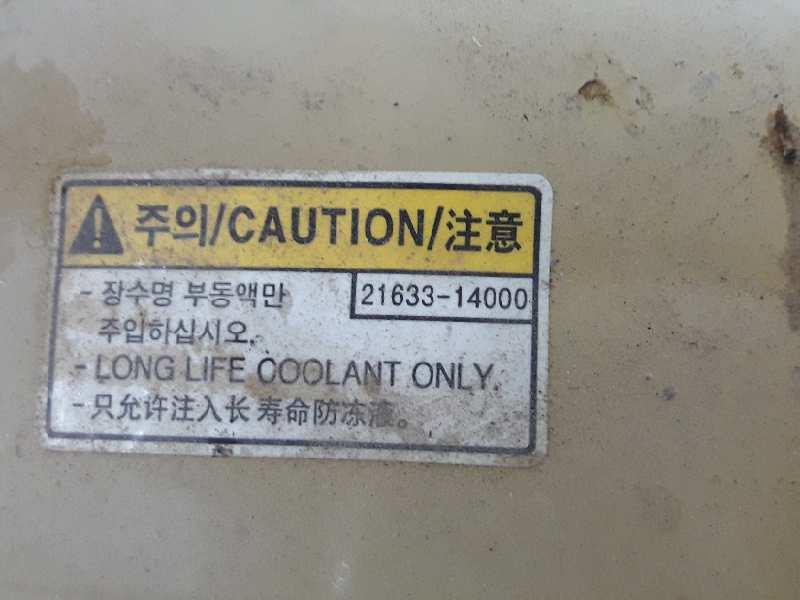 주의/CAUTION/注意
- 장수명 부동액만 21633-14000
주입하십시오.
- LONG LIFE COOLANT ONLY.
- 只允许注入长 寿命防冻液。